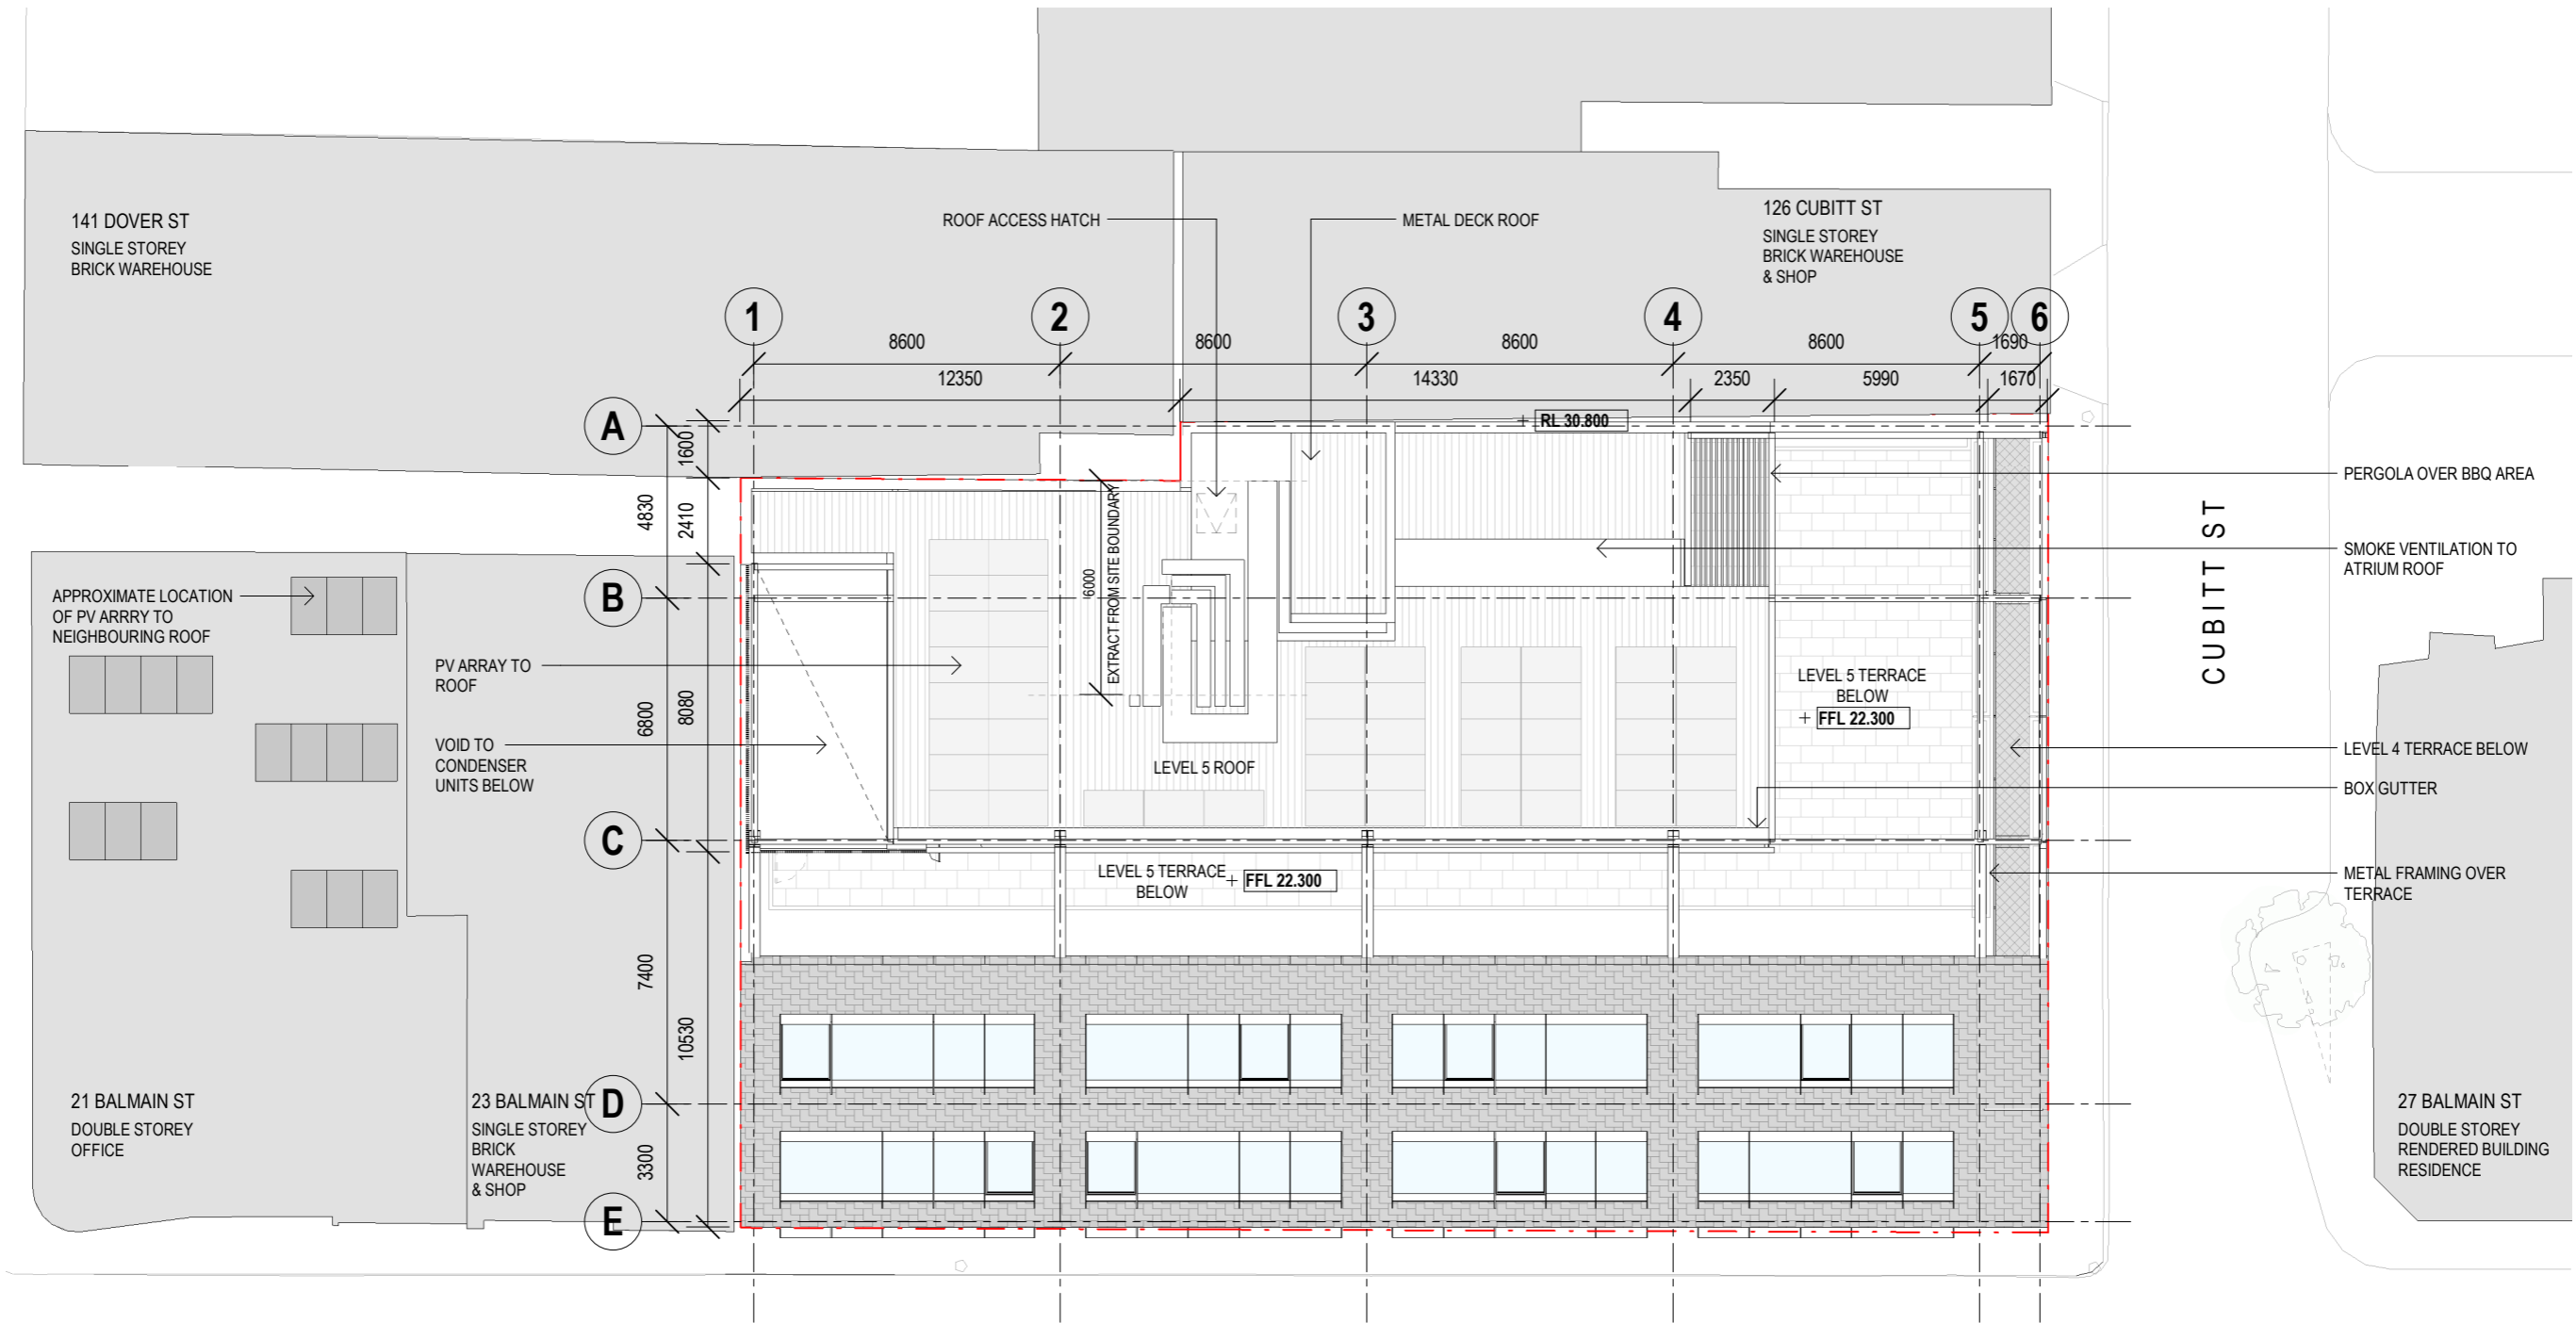 141 DOVER ST
SINGLE STOREY
BRICK WAREHOUSE
ROOF ACCESS HATCH
METAL DECK ROOF
126 CUBITT ST
SINGLE STOREY
BRICK WAREHOUSE
& SHOP
1
2
3
4
5
6
8600
8600
8600
8600
1690
12350
14330
2350
5990
1670
A
B
C
D
E
RL 30.800
1600
4830
2410
6800
8080
7400
10530
3300
6000
EXTRACT FROM SITE BOUNDARY
PERGOLA OVER BBQ AREA
SMOKE VENTILATION TO
ATRIUM ROOF
CUBITT ST
APPROXIMATE LOCATION
OF PV ARRRY TO
NEIGHBOURING ROOF
PV ARRAY TO
ROOF
VOID TO
CONDENSER
UNITS BELOW
LEVEL 5 ROOF
LEVEL 5 TERRACE
BELOW
FFL 22.300
LEVEL 4 TERRACE BELOW
BOX GUTTER
LEVEL 5 TERRACE
BELOW
FFL 22.300
METAL FRAMING OVER
TERRACE
21 BALMAIN ST
DOUBLE STOREY
OFFICE
23 BALMAIN ST
SINGLE STOREY
BRICK
WAREHOUSE
& SHOP
27 BALMAIN ST
DOUBLE STOREY
RENDERED BUILDING
RESIDENCE